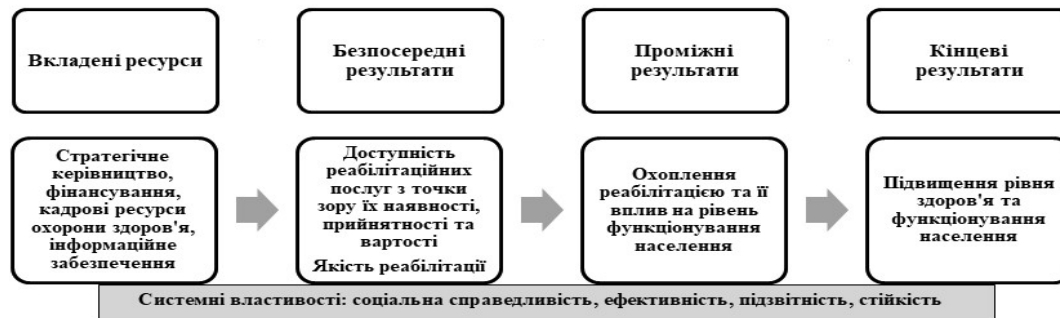 Вкладені ресурси
Безпосередні
результати
Проміжні
результати
Кінцеві
результати
Стратегічне
керівництво,
фінансування,
кадрові ресурси
охорони здоров'я,
інформаційне
забезпечення
Доступність
реабілітаційних
послуг з точки
зору їх наявності,
прийнятності та
вартості
Якість реабілітації
Охоплення
реабілітацією та її
вплив на рівень
функціонування
населення
Підвищення рівня
здоров'я та
функціонування
населення
Системні властивості: соціальна справедливість, ефективність, підзвітність, стійкість